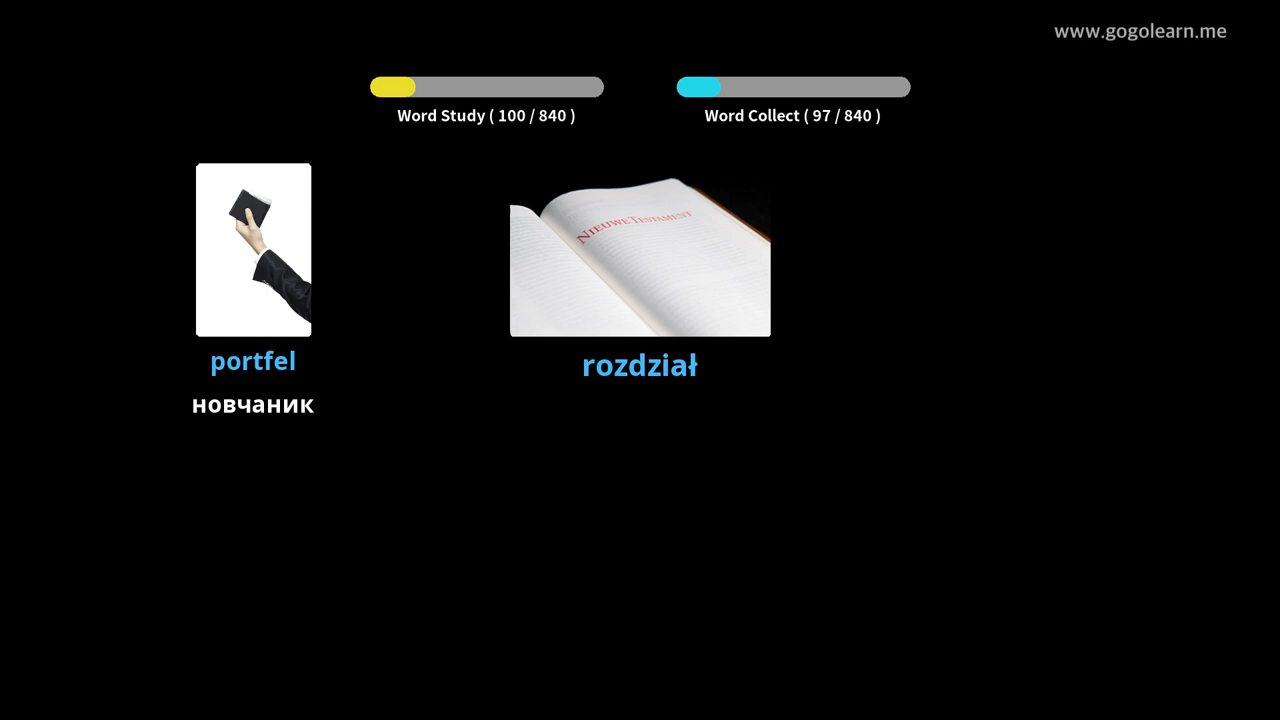 www.gogolearn.me
Word Study ( 100 / 840 )
Word Collect ( 97 / 840 )
NIEUWE TESTAMENT
portfel
rozdział
новчаник